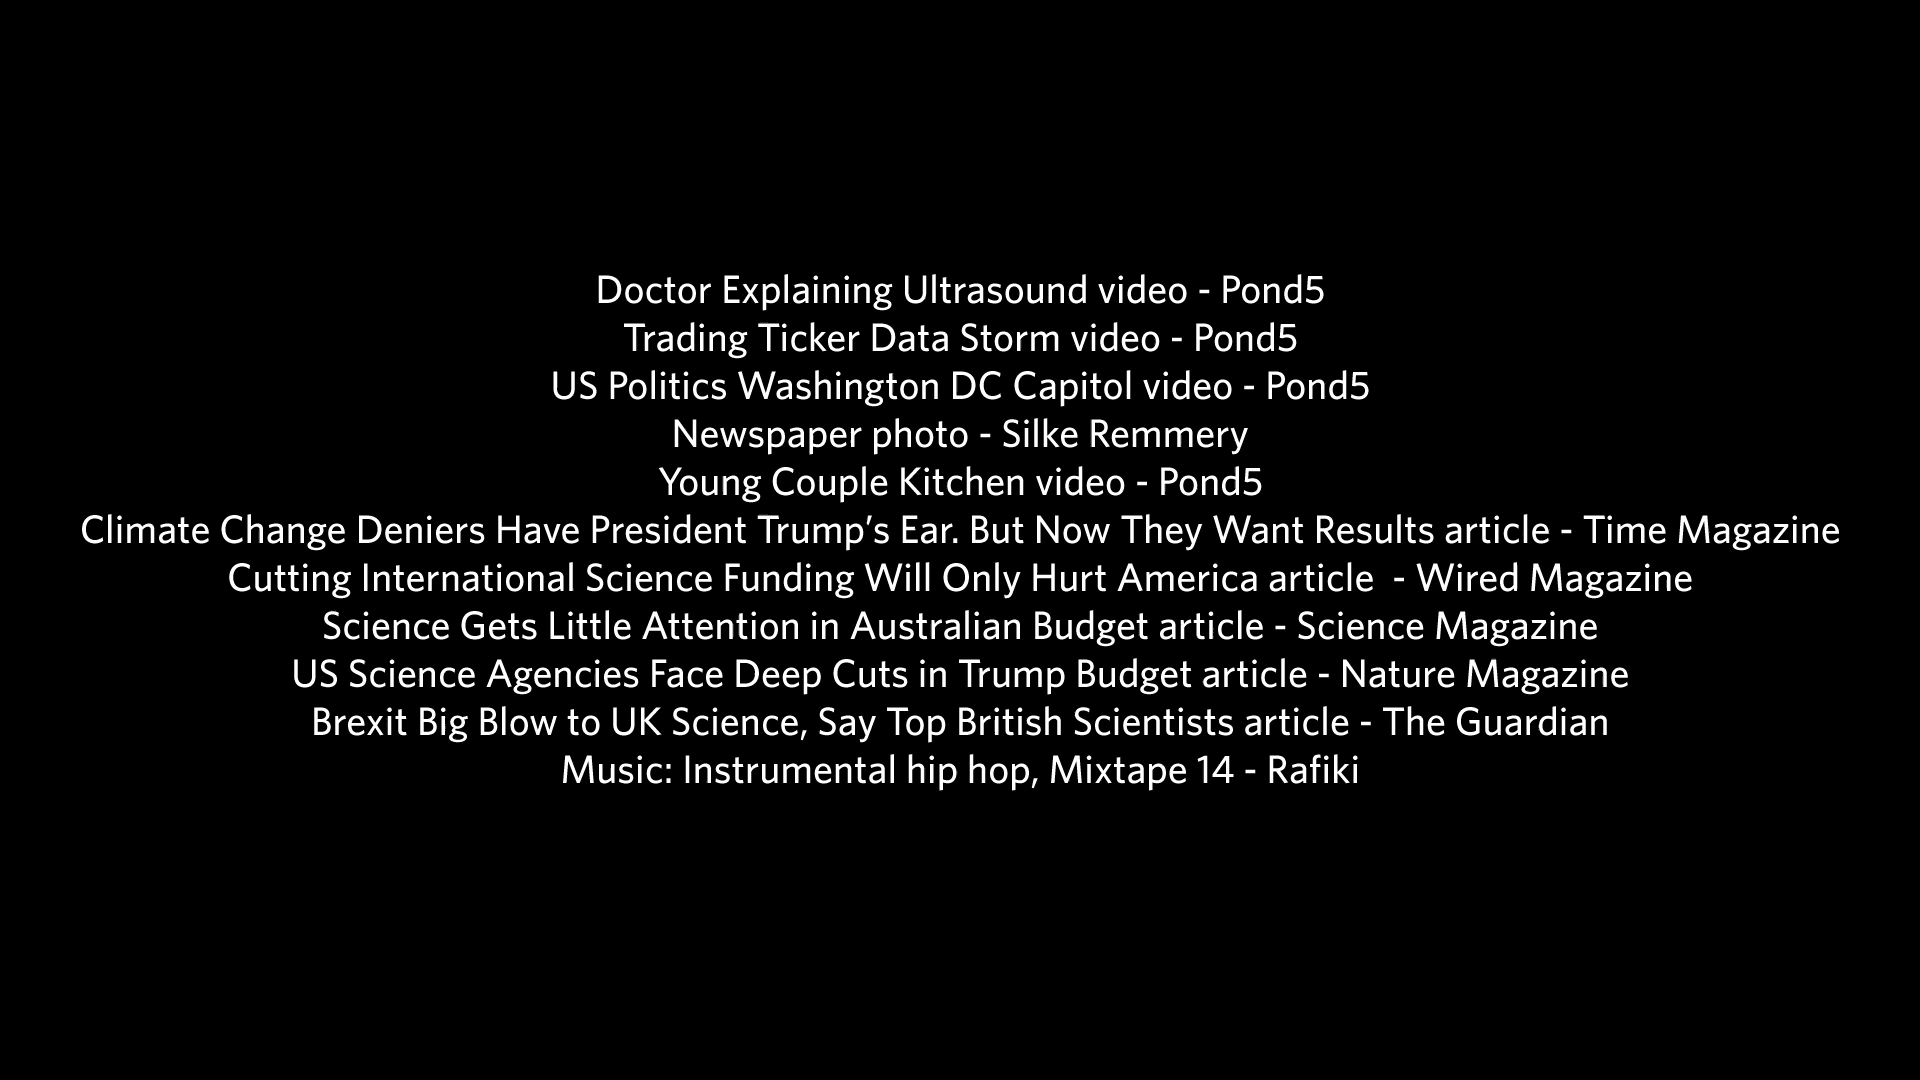 Doctor Explaining Ultrasound video - Pond5
Trading Ticker Data Storm video - Pond5
US Politics Washington DC Capitol video - Pond5
Newspaper photo - Silke Remmery
Young Couple Kitchen video - Pond5
Climate Change Deniers Have President Trump’s Ear. But Now They Want Results article - Time Magazine
Cutting International Science Funding Will Only Hurt America article  - Wired Magazine
Science Gets Little Attention in Australian Budget article - Science Magazine
US Science Agencies Face Deep Cuts in Trump Budget article - Nature Magazine
Brexit Big Blow to UK Science, Say Top British Scientists article - The Guardian
Music: Instrumental hip hop, Mixtape 14 - Rafiki